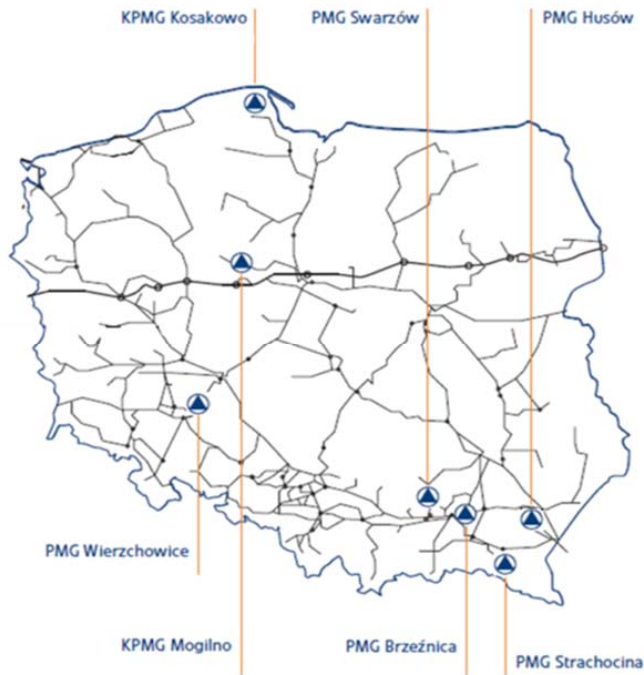 KPMG Kosakowo
PMG Swarzów
PMG Husów
PMG Wierzchowice
KPMG Mogilno
PMG Brzeźnica
PMG Strachocina